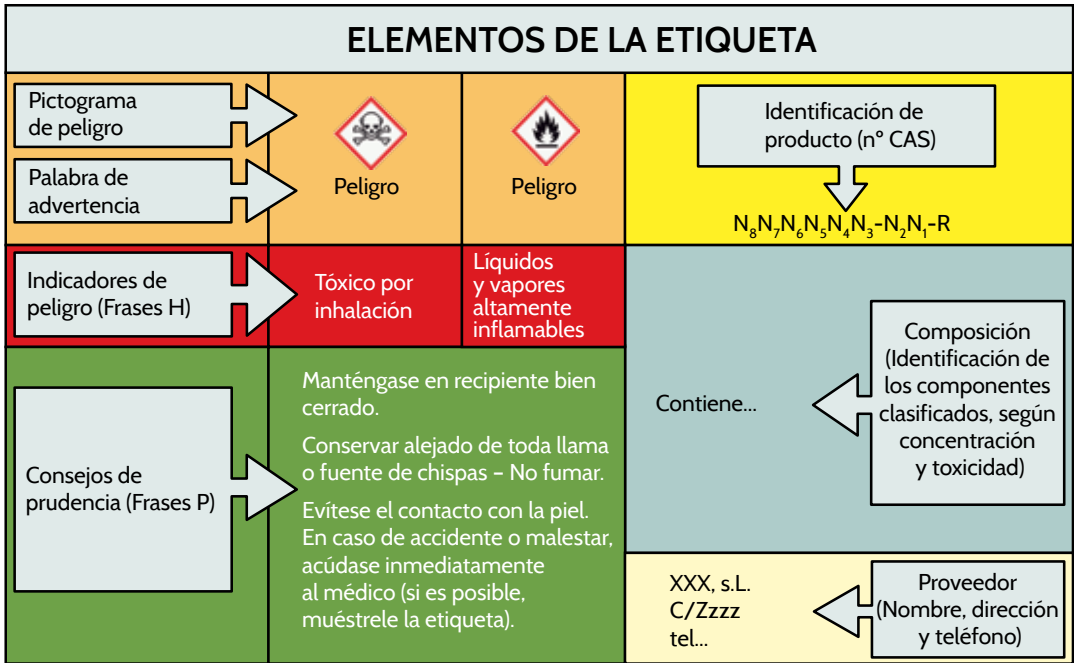 ELEMENTOS DE LA ETIQUETA
Pictograma
de peligro
Palabra de
advertencia
Peligro
Peligro
Identificación de
producto (nº CAS)
N₈N₇N₆N₅N₄N₃-N₂N₁-R
Indicadores de
peligro (Frases H)
Tóxico por
inhalación
Líquidos
y vapores
altamente
inflamables
Contiene...
Composición
(Identificación de
los componentes
clasificados, según
concentración
y toxicidad)
Consejos de
prudencia (Frases P)
Manténgase en recipiente bien
cerrado.
Conservar alejado de toda llama
o fuente de chispas – No fumar.
Evítese el contacto con la piel.
En caso de accidente o malestar,
acúdase inmediatamente
al médico (si es posible,
muéstrele la etiqueta).
XXX, s.L.
C/Zzzz
tel...
Proveedor
(Nombre, dirección
y teléfono)